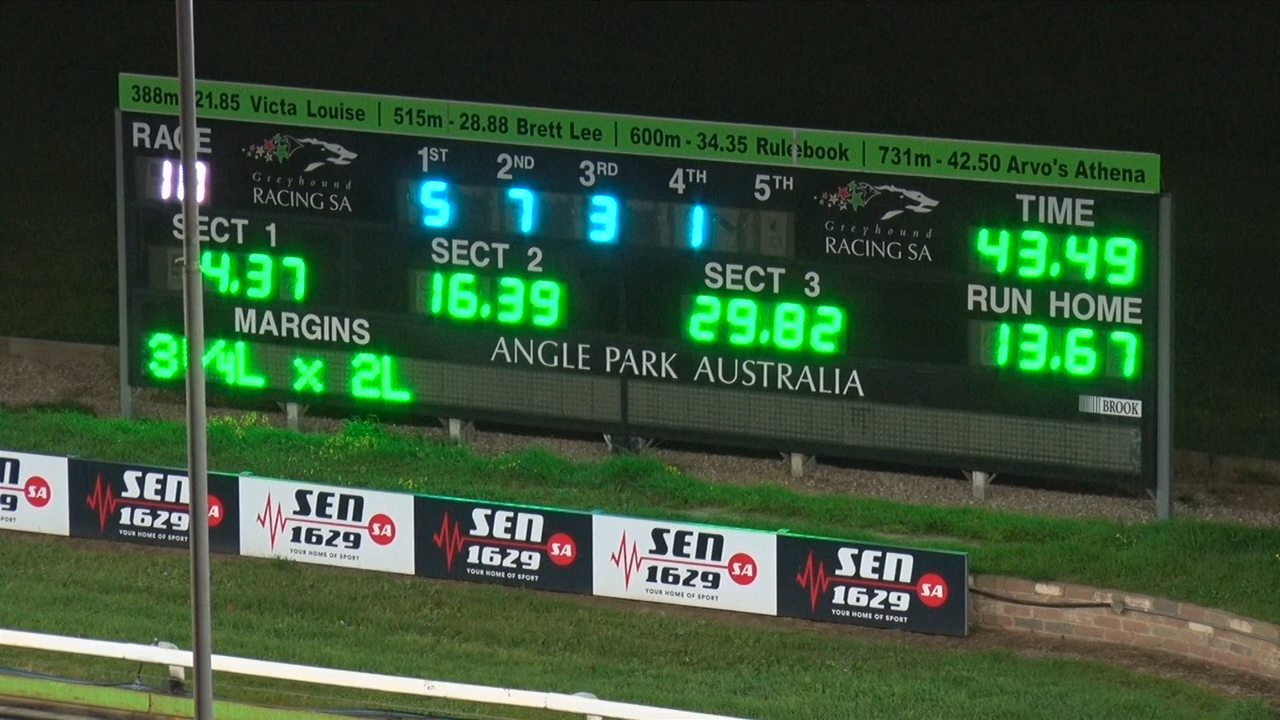 388m - 21.85 Victa Louise | 515m - 28.88 Brett Lee | 600m - 34.35 Rulebook | 731m - 42.50 Arvo's Athena
RACE
Greyhound
RACING SA
1ST 2ND 3RD 4TH 5TH
5 7 3 1
Greyhound
RACING SA
TIME
43.49
SECT 1
4.37
SECT 2
16.39
SECT 3
29.82
RUN HOME
13.67
MARGINS
x 2L
ANGLE PARK AUSTRALIA
BROOK
SEN
1629
SA
YOUR HOME OF SPORT
SEN
1629
SA
YOUR HOME OF SPORT
SEN
1629
SA
YOUR HOME OF SPORT
SEN
1629
SA
YOUR HOME OF SPORT
SEN
1629
SA
YOUR HOME OF SPORT